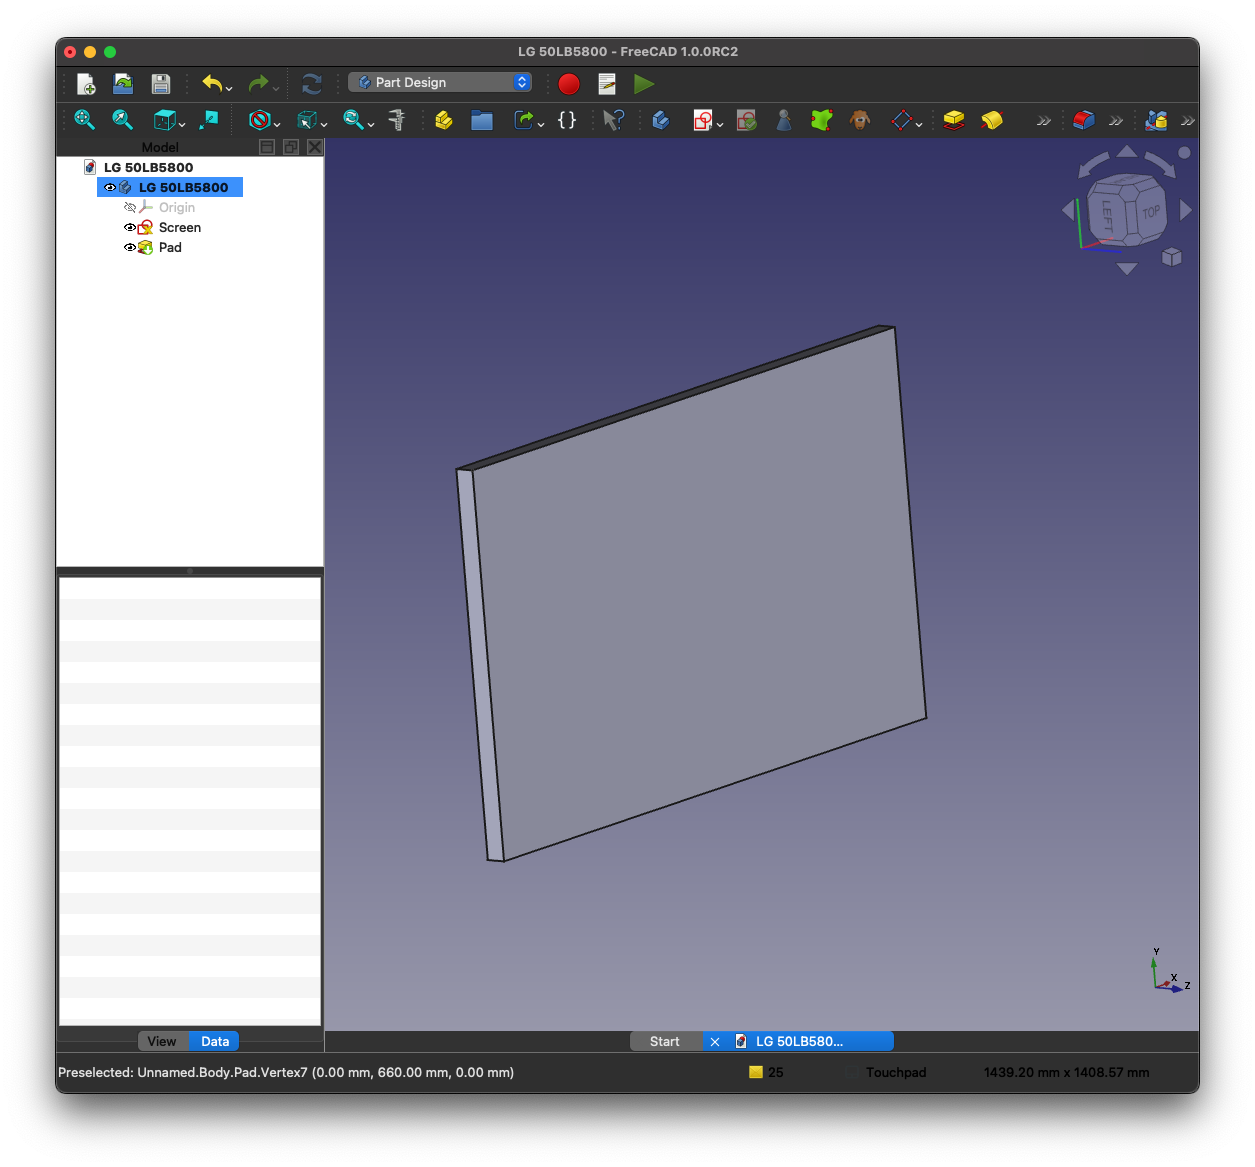 LG 50LB5800 - FreeCAD 1.0.0RC2
Part Design
Model
LG 50LB5800
LG 50LB5800
Origin
Screen
Pad
LEFT
TOP
Y
X
Z
View
Data
Start
LG 50LB580...
Preselected: Unnamed.Body.Pad.Vertex7 (0.00 mm, 660.00 mm, 0.00 mm)
25
Touchpad
1439.20 mm x 1408.57 mm